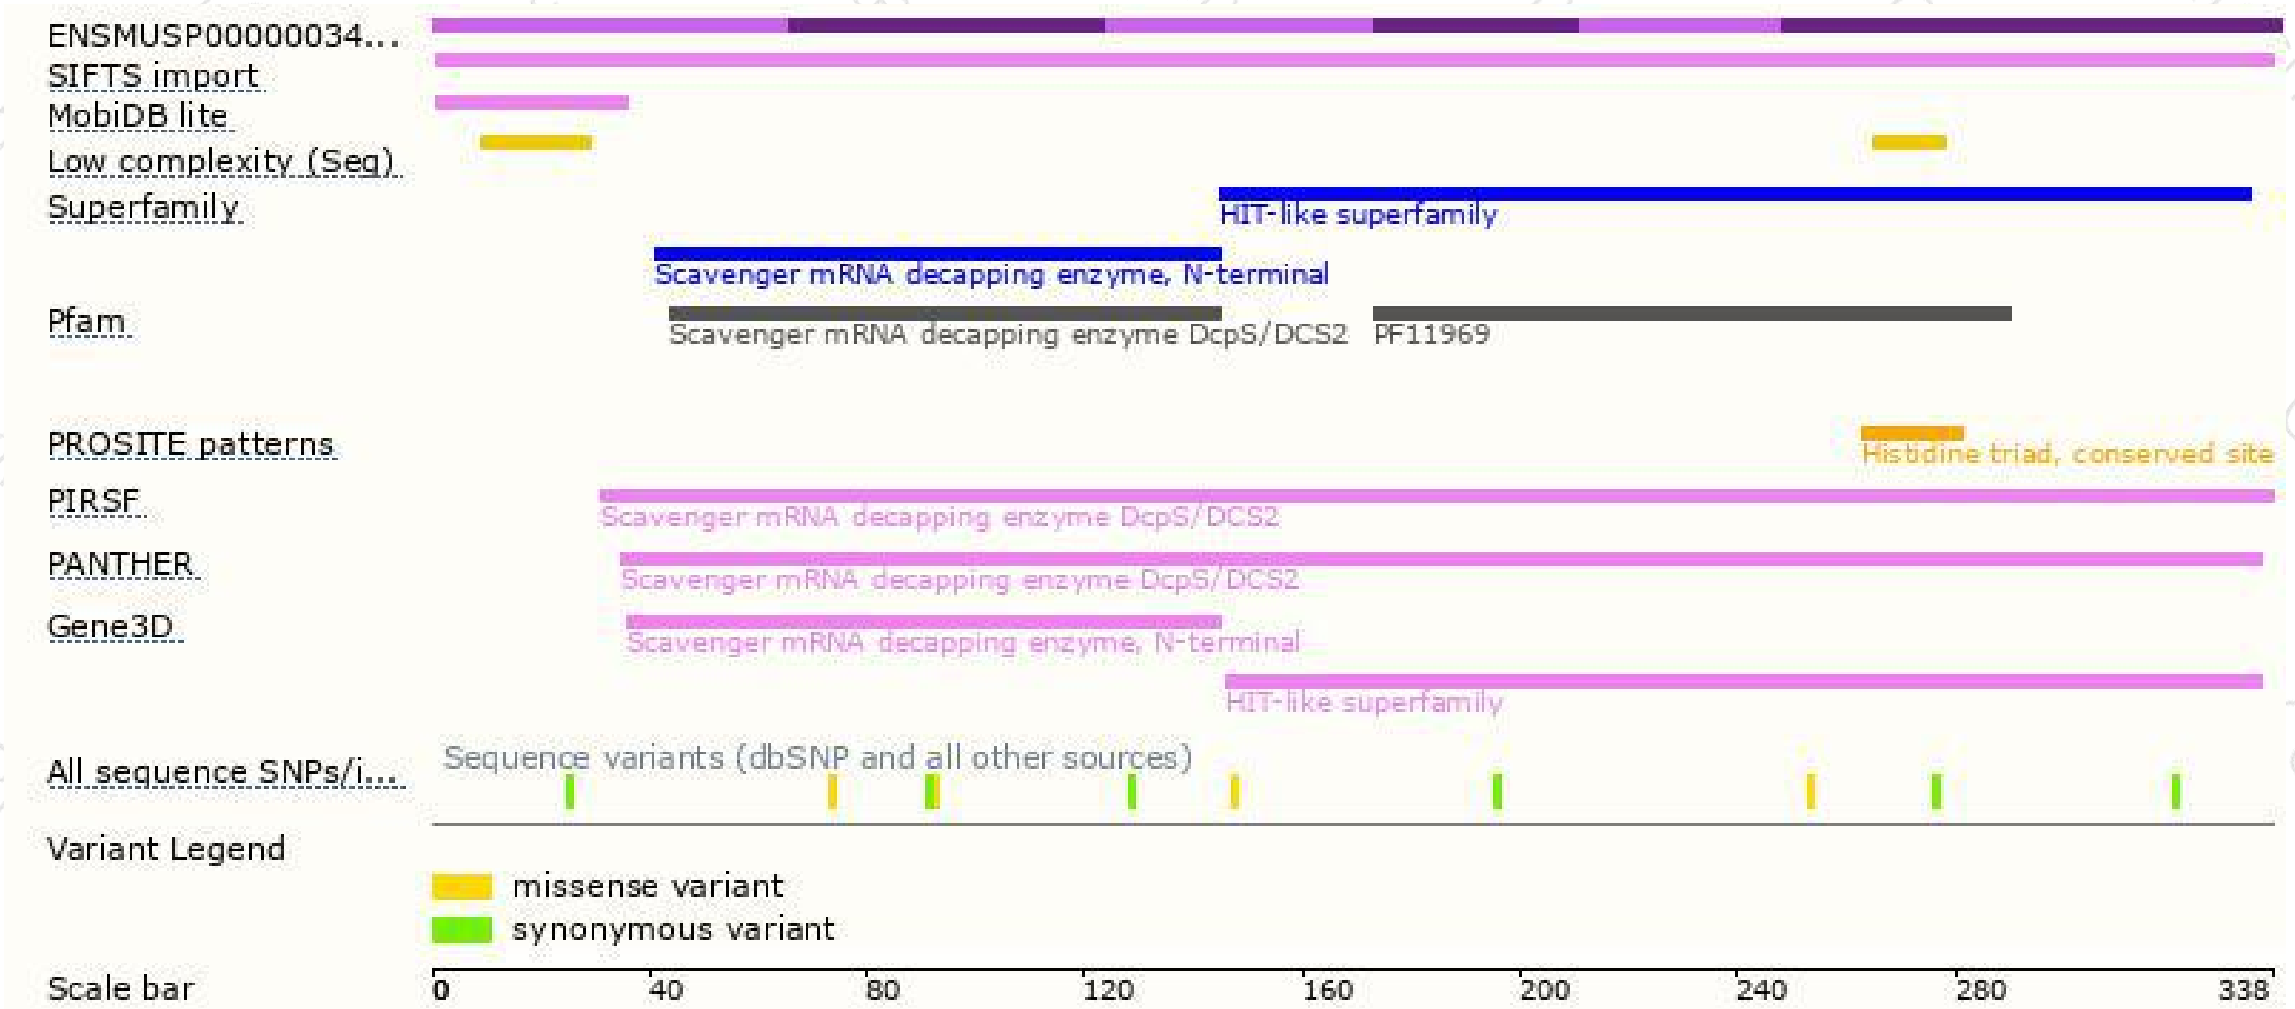 ENSMUSP00000034...
SIFTS import
MobiDB lite
Low complexity (Seg)
Superfamily
HIT-like superfamily
Scavenger mRNA decapping enzyme, N-terminal
Pfam
Scavenger mRNA decapping enzyme DcpS/DCS2 PF11969
PROSITE patterns
Histidine triad, conserved site
PIRSF
Scavenger mRNA decapping enzyme DcpS/DCS2
PANTHER
Scavenger mRNA decapping enzyme DcpS/DCS2
Gene3D
Scavenger mRNA decapping enzyme, N-terminal
HIT-like superfamily
Sequence variants (dbSNP and all other sources)
All sequence SNPs/i...
Variant Legend
missense variant
synonymous variant
Scale bar 0 40 80 120 160 200 240 280 338